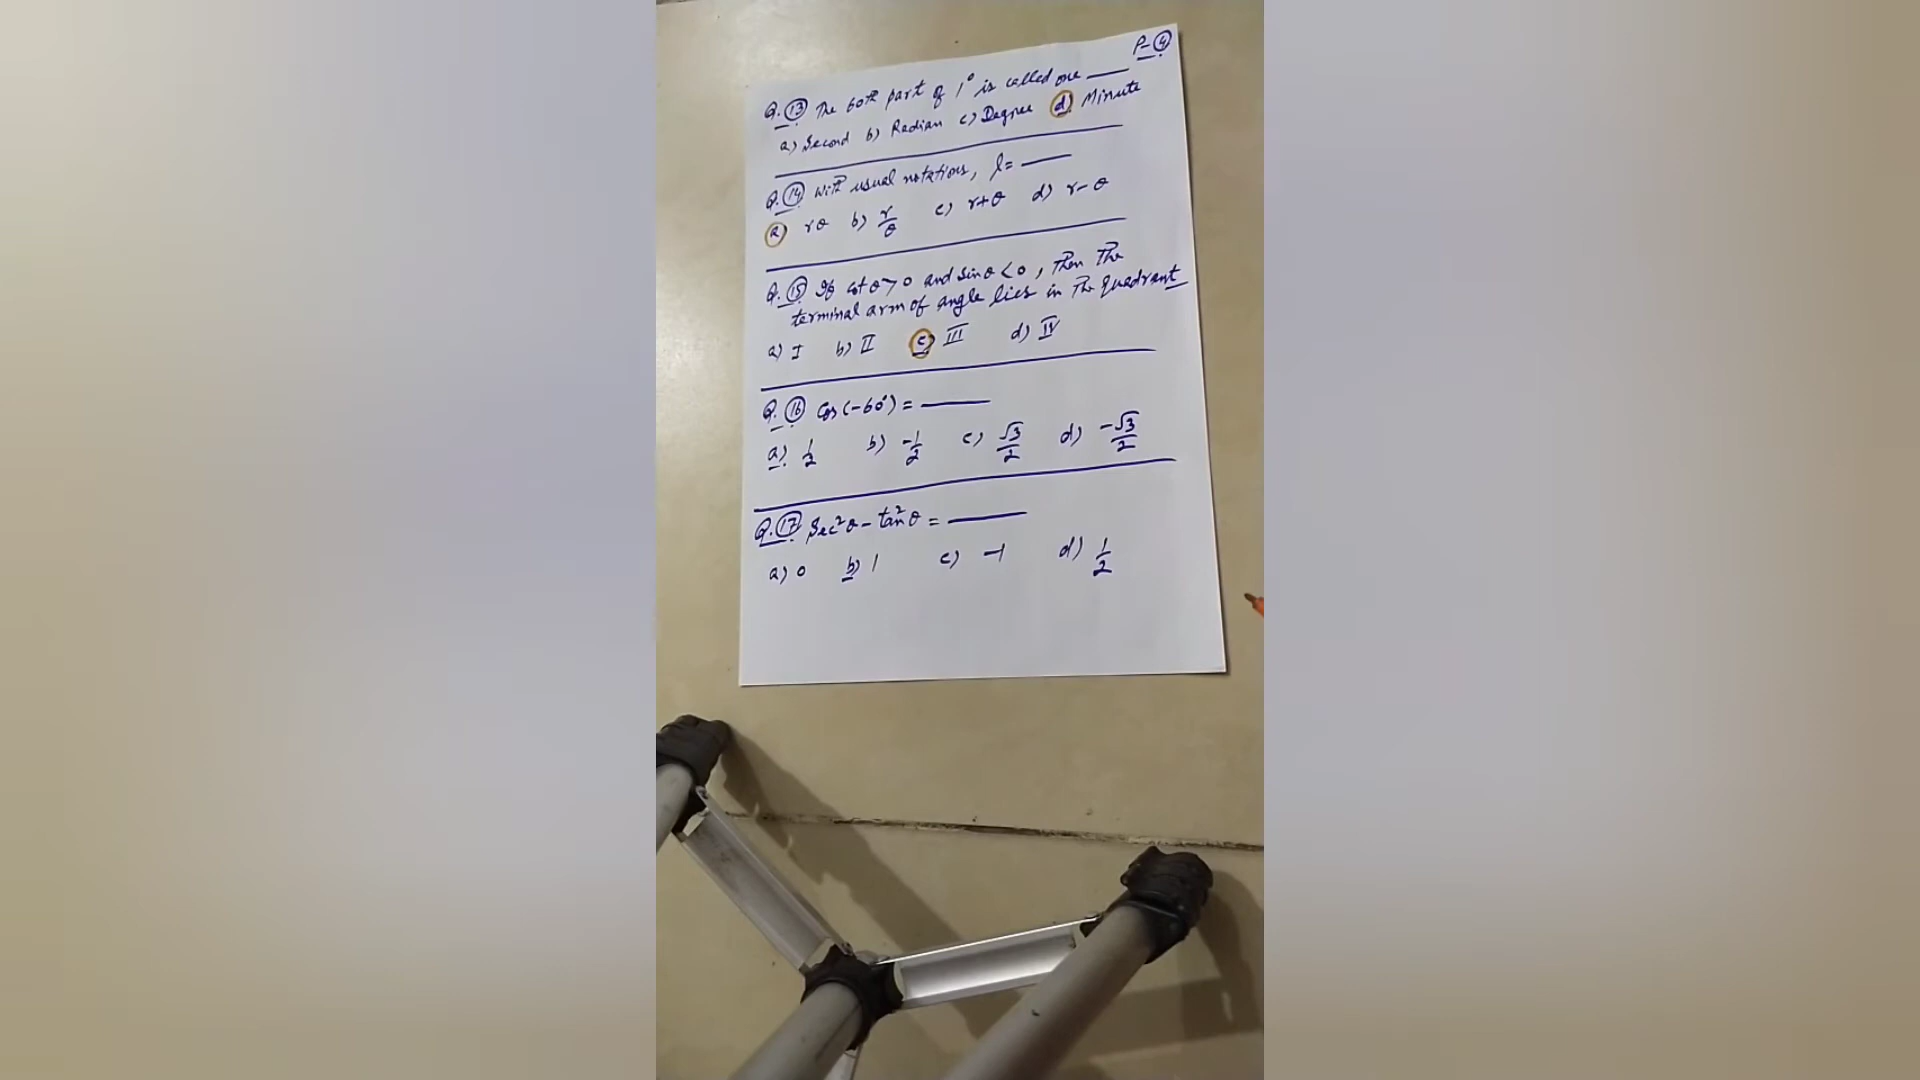 P-④
Q.⑬ The 60th part of 1° is called one ____
a) Second b) Radian c) Degree d) Minute
Q.⑭ With usual notations, l = ____
a) rθ b) r/θ c) r+θ d) r-θ
Q.⑮ If cotθ > 0 and Sinθ < 0, Then The
terminal arm of angle lies in The Quadrant
a) I b) II c) III d) IV
Q.⑯ Cos(-60°) = ____
a) 1/2 b) -1/2 c) √3/2 d) -√3/2
Q.⑰ Sec²θ - tan²θ = ____
a) 0 b) 1 c) -1 d) 1/2